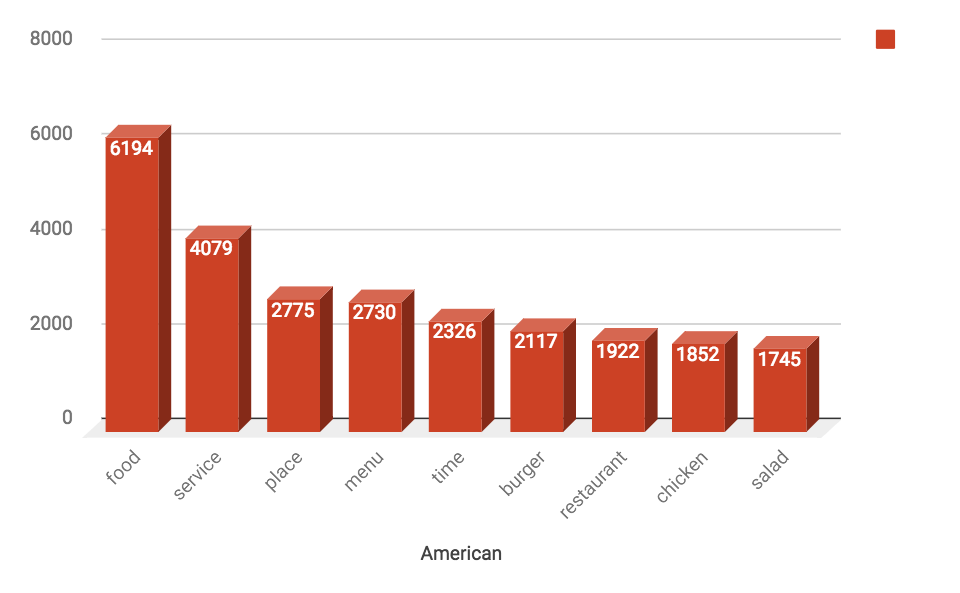 8000
6000
4000
2000
0
6194
4079
2775
2730
2326
2117
1922
1852
1745
food
service
place
menu
time
burger
restaurant
chicken
salad
American